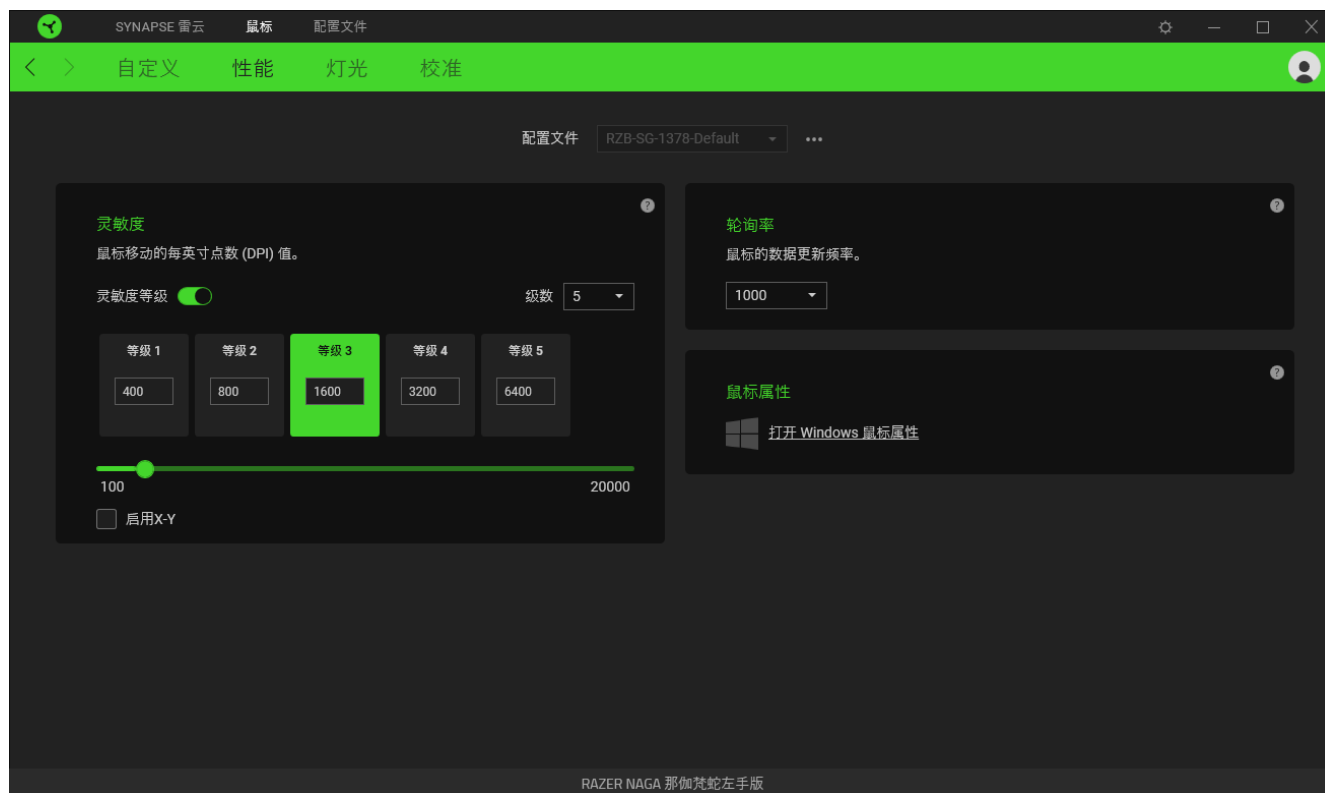 SYNAPSE 雷云 鼠标 配置文件
自定义 性能 灯光 校准
配置文件 RZB-SG-1378-Default
灵敏度
鼠标移动的每英寸点数 (DPI) 值。
灵敏度等级 级数 5
等级 1 等级 2 等级 3 等级 4 等级 5
400 800 1600 3200 6400
100 20000
启用X-Y
轮询率
鼠标的数据更新频率。
1000
鼠标属性
打开 Windows 鼠标属性
RAZER NAGA 那伽梵蛇左手版